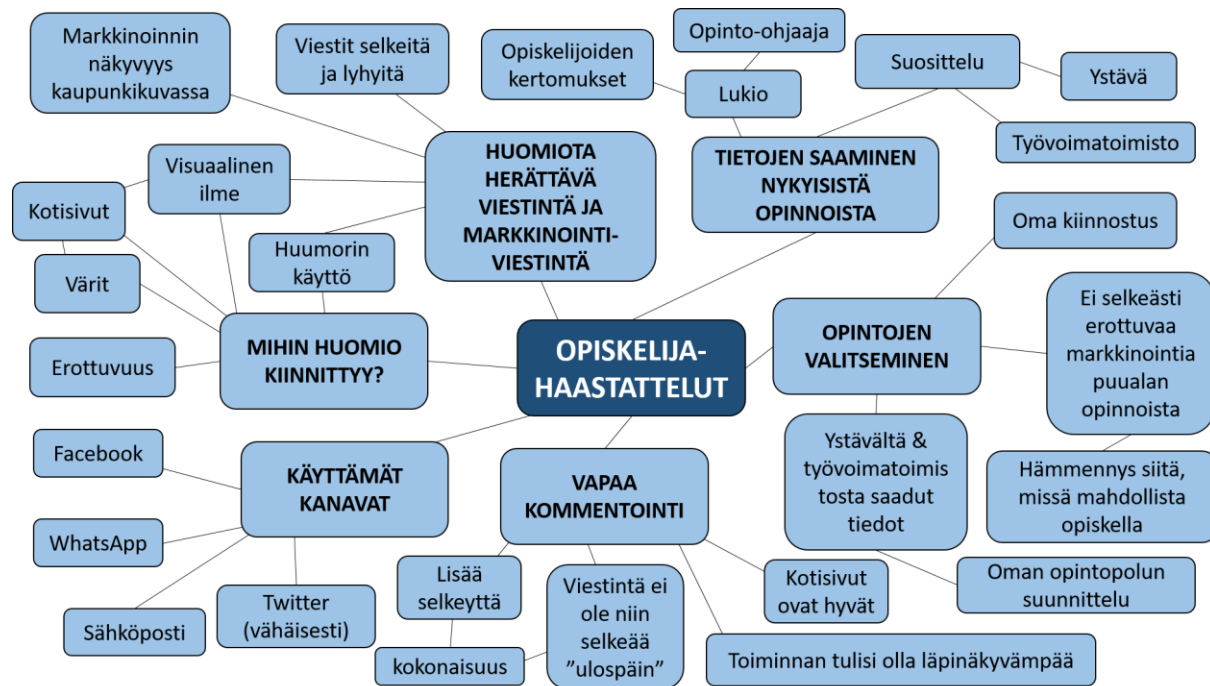 Markkinoinnin
näkyvyys
kaupunkikuvassa
Viestit selkeitä
ja lyhyitä
Opiskelijoiden
kertomukset
Opinto-ohjaaja
Lukio
Suosittelu
Ystävä
Työvoimatoimisto
HUOMIOTA
HERÄTTÄVÄ
VIESTINTÄ JA
MARKKINOINTI-
VIESTINTÄ
TIETOJEN SAAMINEN
NYKYISISTÄ
OPINNOISTA
Visuaalinen
ilme
Kotisivut
Värit
Huumorin
käyttö
Erottuvuus
MIHIN HUOMIO
KIINNITTYY?
OPISKELIJA-
HAASTATTELUT
OPINTOJEN
VALITSEMINEN
Oma kiinnostus
Ei selkeästi
erottuvaa
markkinointia
puualan
opinnoista
Hämmennys siitä,
missä mahdollista
opiskella
Ystävältä &
työvoimatoimis
tosta saadut
tiedot
Oman opintopolun
suunnittelu
KÄYTTÄMÄT
KANAVAT
Facebook
WhatsApp
Sähköposti
Twitter
(vähäisesti)
VAPAA
KOMMENTOINTI
Lisää
selkeyttä
kokonaisuus
Viestintä ei
ole niin
selkeää
”ulospäin”
Kotisivut
ovat hyvät
Toiminnan tulisi olla läpinäkyvämpää